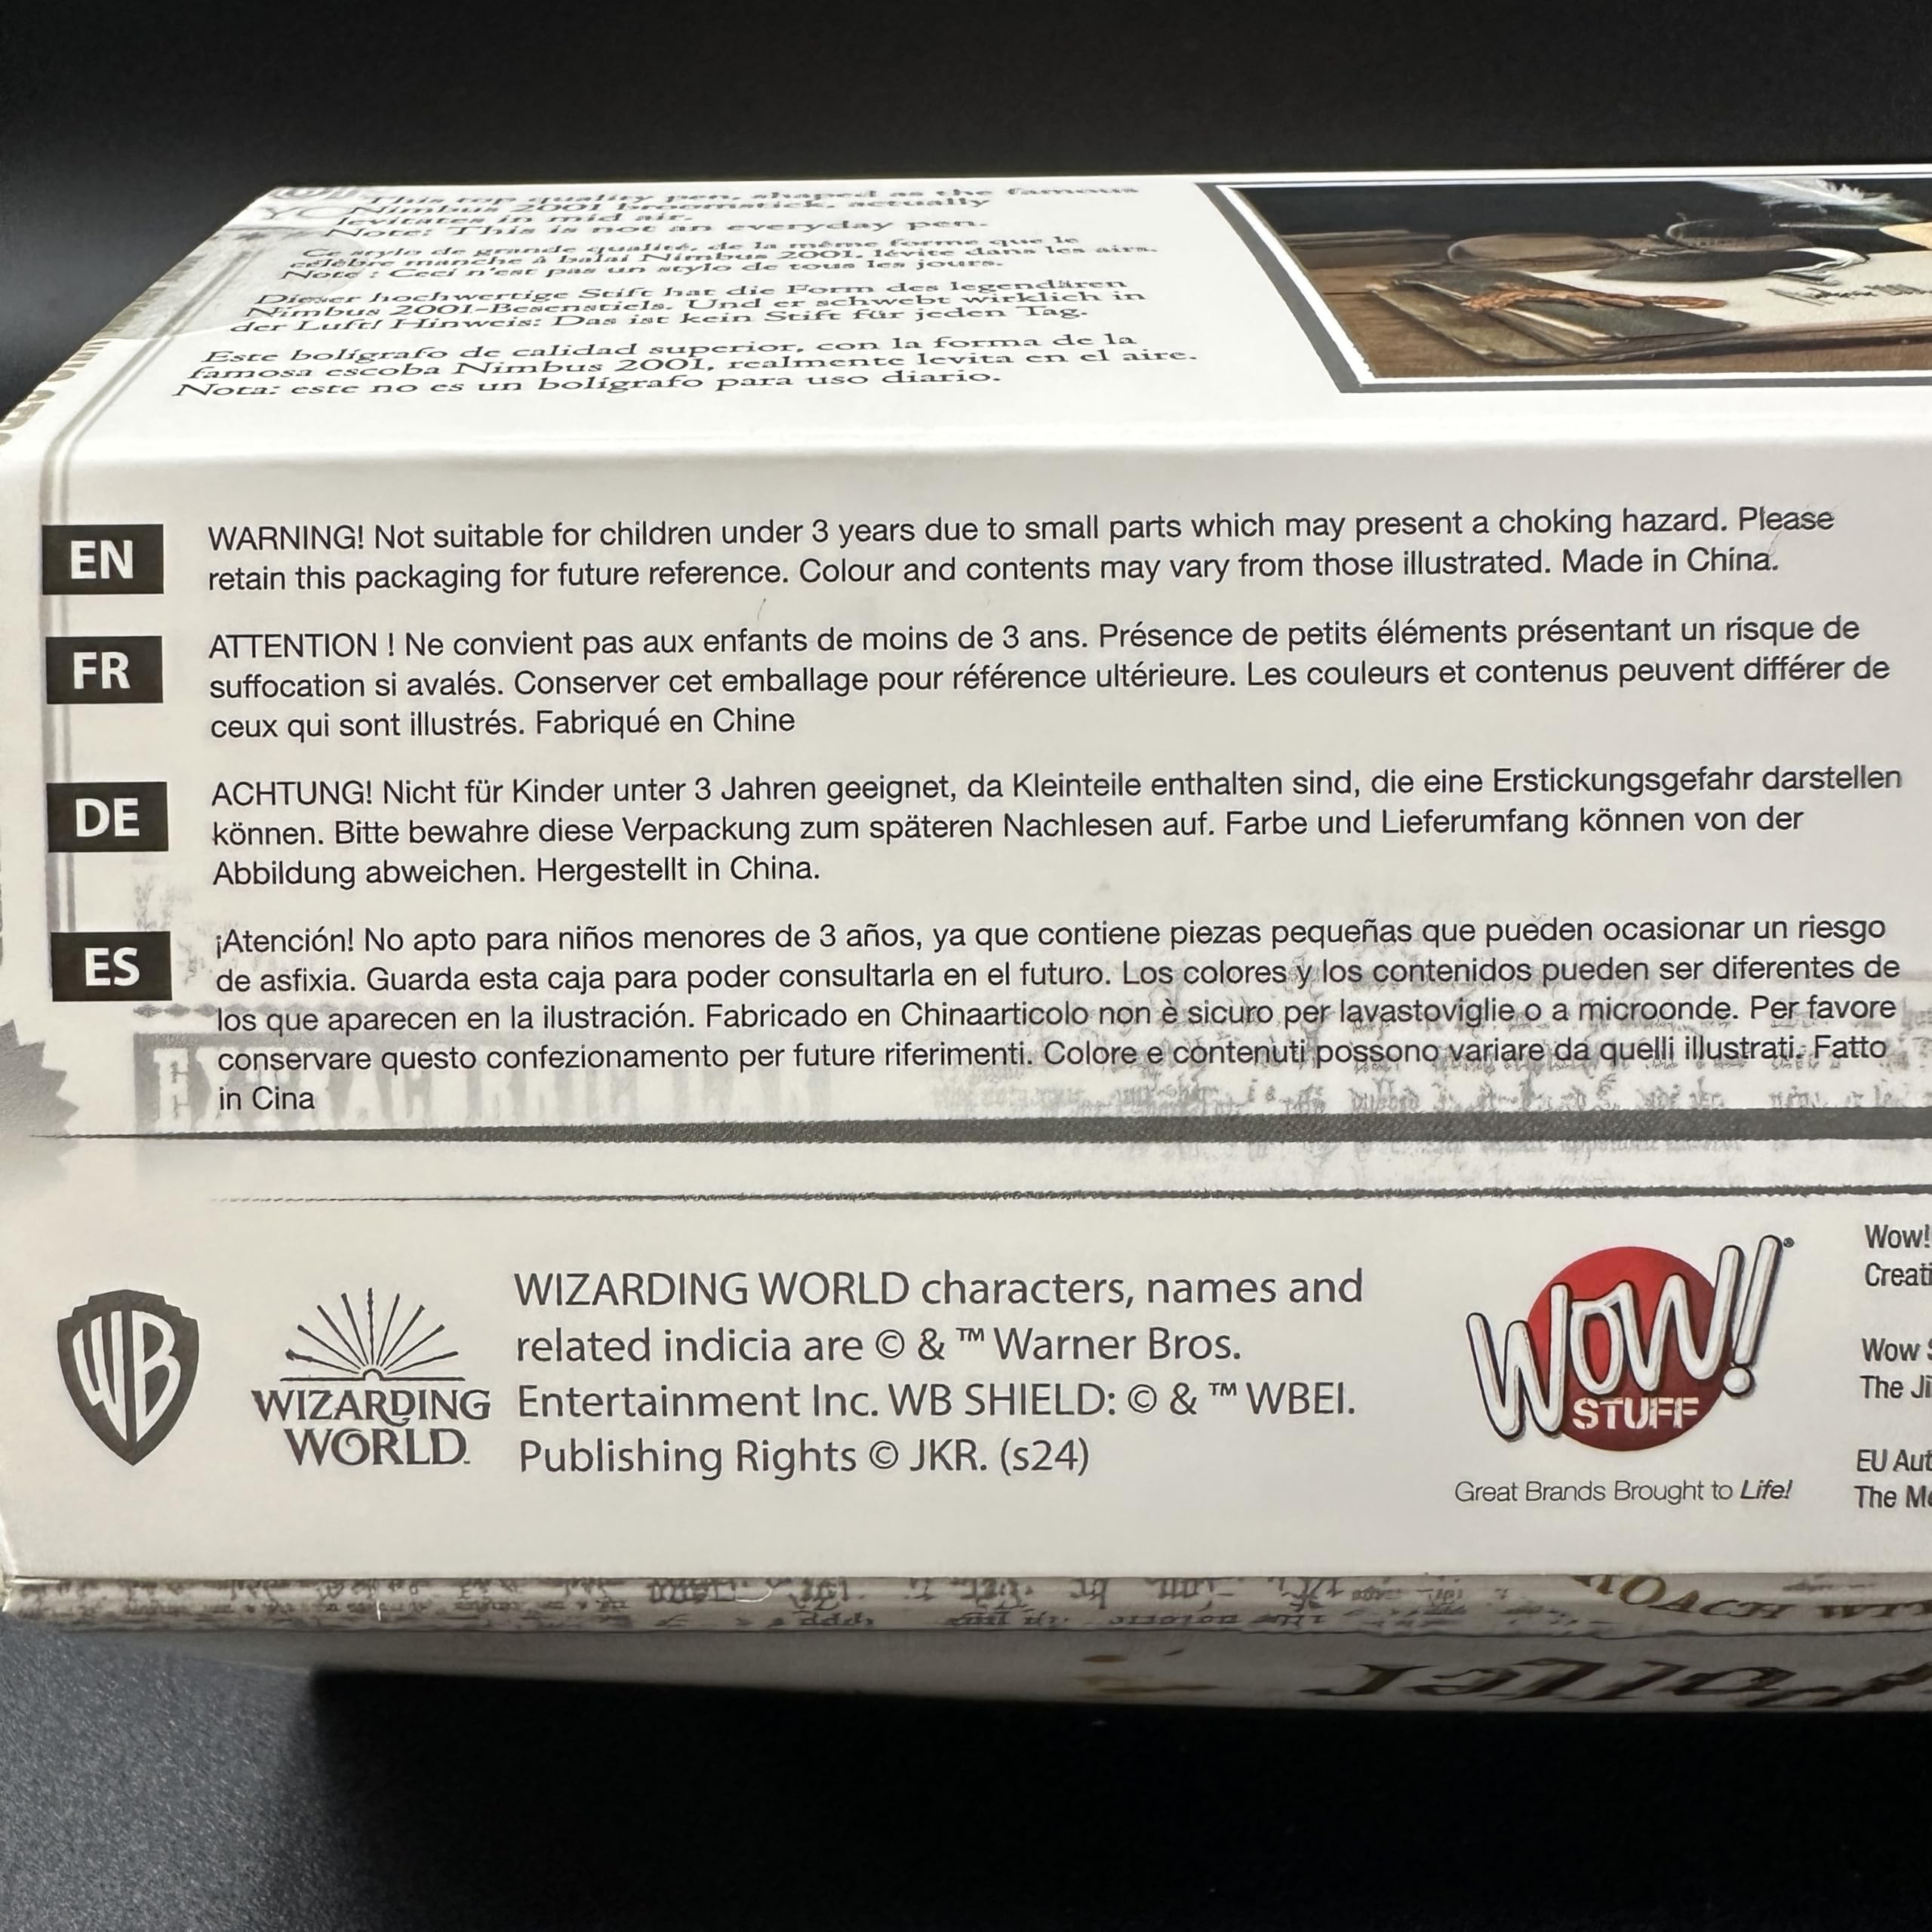 This top quality pen, shaped as the famous
Nimbus 2001 broomstick, actually
levitates in mid air.
Note: This is not an everyday pen.
Ce stylo de grande qualité, de la même forme que le
célèbre manche à balai Nimbus 2001, lévite dans les airs.
Note : Ceci n'est pas un stylo de tous les jours.
Dieser hochwertige Stift hat die Form des legendären
Nimbus 2001-Besenstiels. Und er schwebt wirklich in
der Luft! Hinweis: Das ist kein Stift für jeden Tag.
Este bolígrafo de calidad superior, con la forma de la
famosa escoba Nimbus 2001, realmente levita en el aire.
Nota: este no es un bolígrafo para uso diario.
EN
WARNING! Not suitable for children under 3 years due to small parts which may present a choking hazard. Please
retain this packaging for future reference. Colour and contents may vary from those illustrated. Made in China.
FR
ATTENTION ! Ne convient pas aux enfants de moins de 3 ans. Présence de petits éléments présentant un risque de
suffocation si avalés. Conserver cet emballage pour référence ultérieure. Les couleurs et contenus peuvent différer de
ceux qui sont illustrés. Fabriqué en Chine
DE
ACHTUNG! Nicht für Kinder unter 3 Jahren geeignet, da Kleinteile enthalten sind, die eine Erstickungsgefahr darstellen
können. Bitte bewahre diese Verpackung zum späteren Nachlesen auf. Farbe und Lieferumfang können von der
Abbildung abweichen. Hergestellt in China.
ES
¡Atención! No apto para niños menores de 3 años, ya que contiene piezas pequeñas que pueden ocasionar un riesgo
de asfixia. Guarda esta caja para poder consultarla en el futuro. Los colores y los contenidos pueden ser diferentes de
los que aparecen en la ilustración. Fabricado en Chinaarticolo non è sicuro per lavastoviglie o a microonde. Per favore
conservare questo confezionamento per future riferimenti. Colore e contenuti possono variare da quelli illustrati. Fatto
in Cina
WB
WIZARDING
WORLD
WIZARDING WORLD characters, names and
related indicia are © & ™ Warner Bros.
Entertainment Inc. WB SHIELD: © & ™ WBEI.
Publishing Rights © JKR. (s24)
WOW!
STUFF
Great Brands Brought to Life!
Wow!
Creati
Wow
The Ji
EU Aut
The